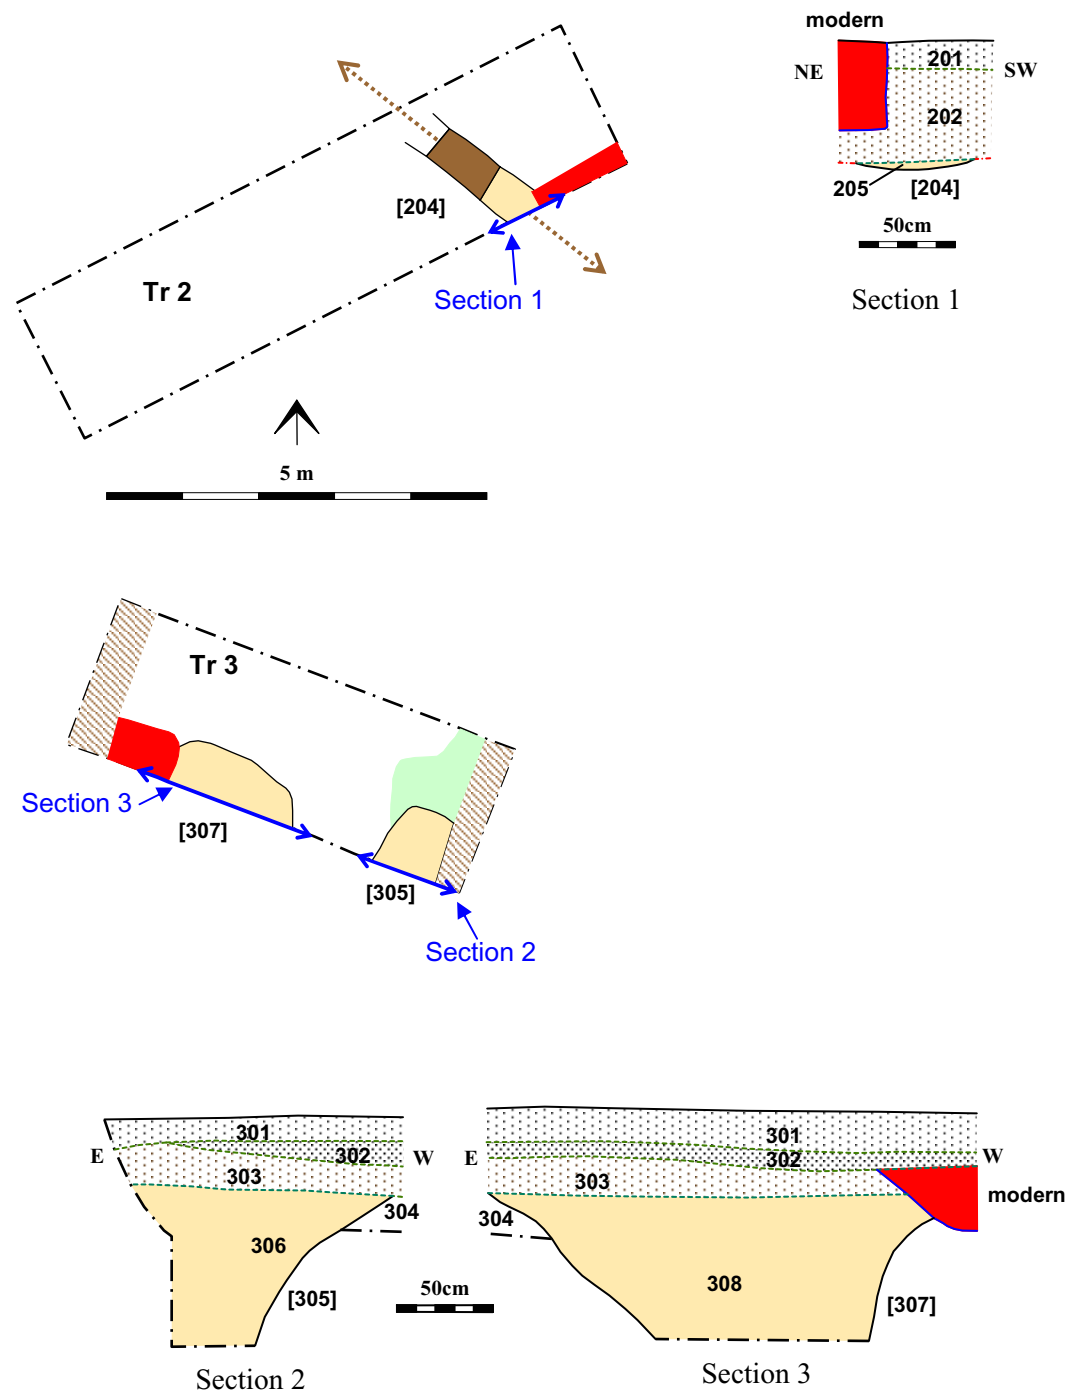 modern
NE
201
SW
202
205
[204]
50cm
Section 1
[204]
Tr 2
Section 1
5 m
Tr 3
Section 3
[307]
[305]
Section 2
301
E
302
W
303
304
306
[305]
50cm
Section 2
301
E
302
W
303
modern
304
308
[307]
Section 3